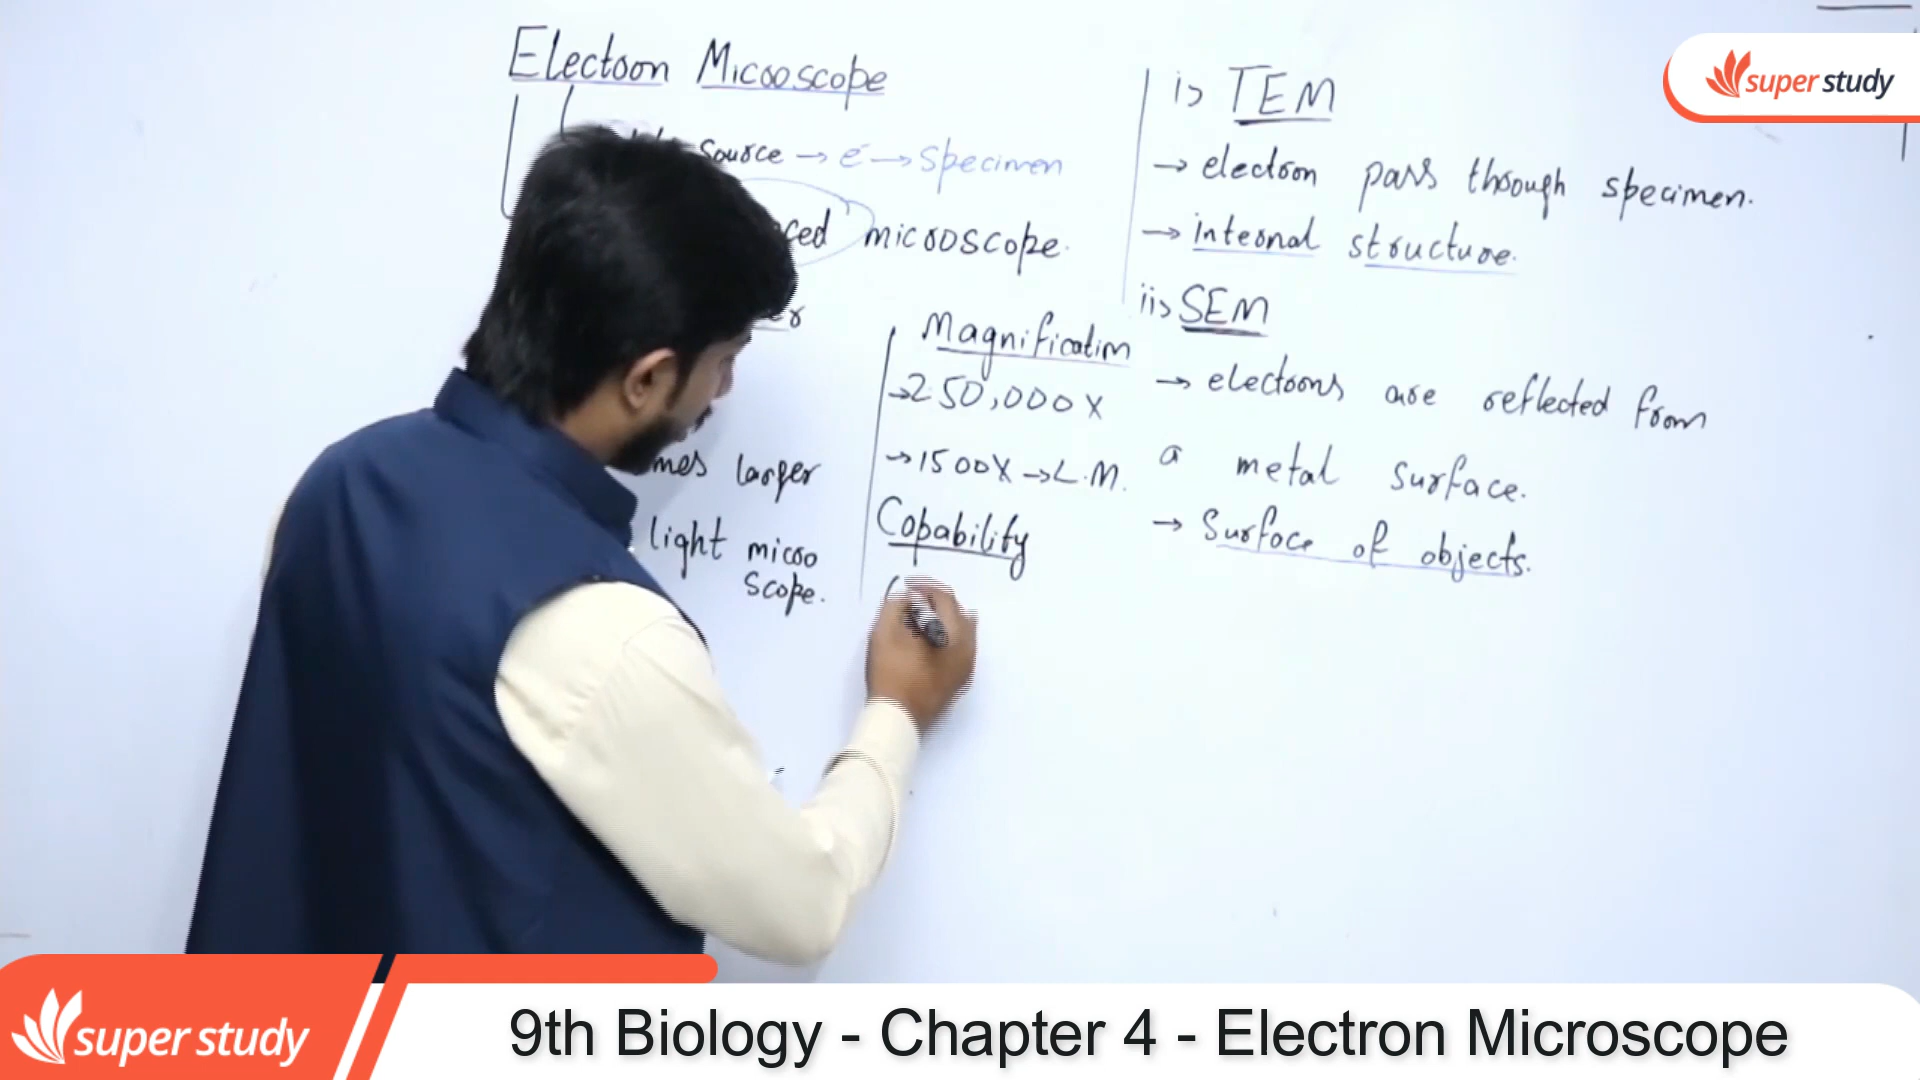 Electron Microscope
Source → e⁻ → Specimen
microscope.
larger
light micro
scope.
Magnification
→ 250,000 X
→ 1500X → L.M.
Copability
i> TEM
→ electron pass through specimen.
→ internal structure.
ii> SEM
→ electrons are reflected from
a metal surface.
→ Surface of objects.
super study
super study
9th Biology - Chapter 4 - Electron Microscope